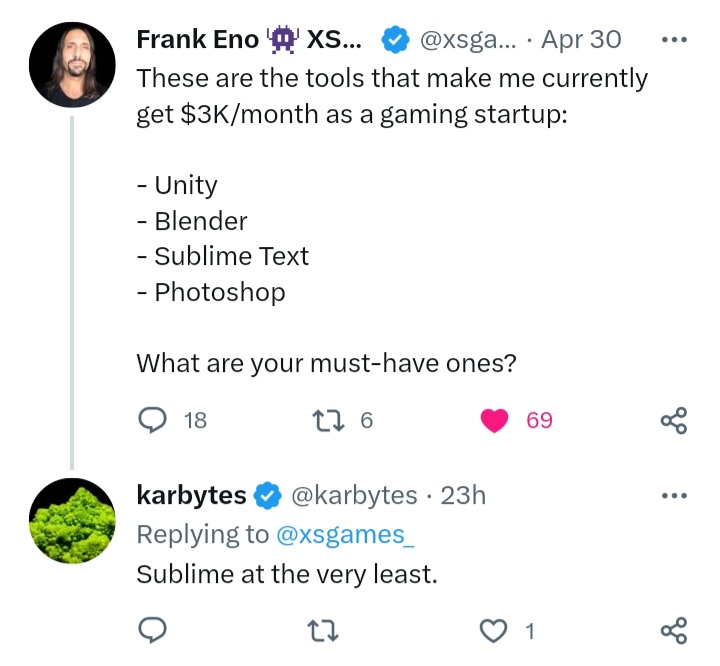 Frank Eno 👾 XS... @xsga... · Apr 30
These are the tools that make me currently
get $3K/month as a gaming startup:
- Unity
- Blender
- Sublime Text
- Photoshop
What are your must-have ones?
18 6 69
karbytes @karbytes · 23h
Replying to @xsgames_
Sublime at the very least.
1